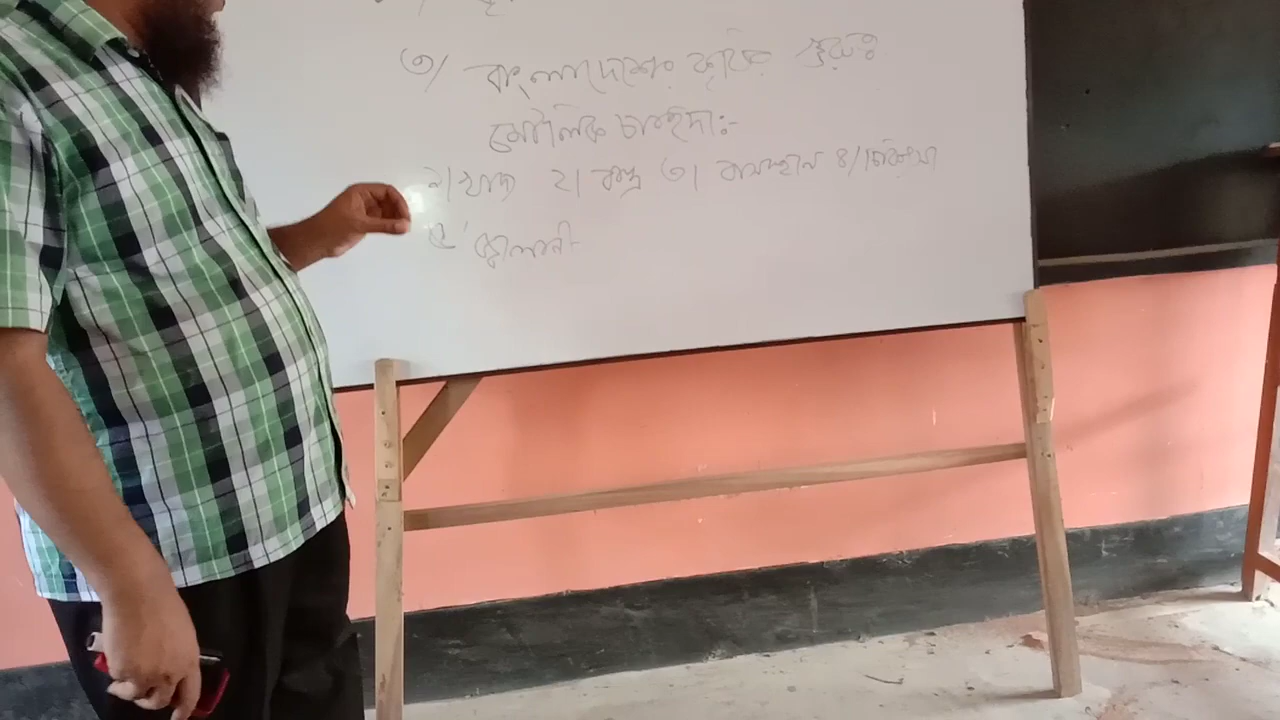 ৩/ বাংলাদেশের কৃষির গুরুত্ব
মৌলিক চাহিদাঃ-
১। খাদ্য ২। বস্ত্র ৩। বাসস্থান ৪/ চিকিৎসা
৫/ জ্বালানী